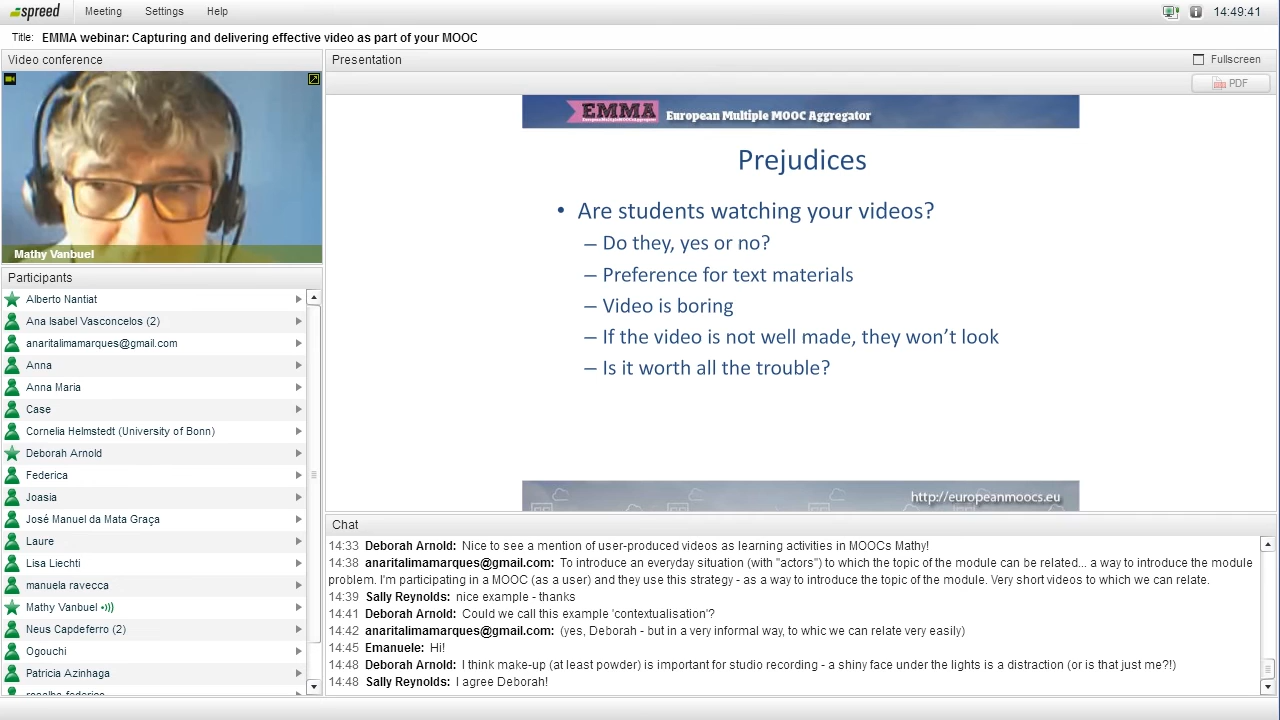 spreed Meeting Settings Help 14:49:41
Title: EMMA webinar: Capturing and delivering effective video as part of your MOOC
Video conference
Mathy Vanbuel
Participants
Alberto Nantiat
Ana Isabel Vasconcelos (2)
anaritalimamarques@gmail.com
Anna
Anna Maria
Case
Cornelia Helmstedt (University of Bonn)
Deborah Arnold
Federica
Joasia
José Manuel da Mata Graça
Laure
Lisa Liechti
manuela ravecca
Mathy Vanbuel
Neus Capdeferro (2)
Ogouchi
Patricia Azinhaga
Presentation Fullscreen
PDF
EMMA European Multiple MOOC Aggregator
Prejudices
• Are students watching your videos?
– Do they, yes or no?
– Preference for text materials
– Video is boring
– If the video is not well made, they won’t look
– Is it worth all the trouble?
http://europeanmoocs.eu
Chat
14:33 Deborah Arnold: Nice to see a mention of user-produced videos as learning activities in MOOCs Mathy!
14:38 anaritalimamarques@gmail.com: To introduce an everyday situation (with "actors") to which the topic of the module can be related... a way to introduce the module
problem. I'm participating in a MOOC (as a user) and they use this strategy - as a way to introduce the topic of the module. Very short videos to which we can relate.
14:39 Sally Reynolds: nice example - thanks
14:41 Deborah Arnold: Could we call this example 'contextualisation'?
14:42 anaritalimamarques@gmail.com: (yes, Deborah - but in a very informal way, to whic we can relate very easily)
14:45 Emanuele: Hi!
14:48 Deborah Arnold: I think make-up (at least powder) is important for studio recording - a shiny face under the lights is a distraction (or is that just me?!)
14:48 Sally Reynolds: I agree Deborah!